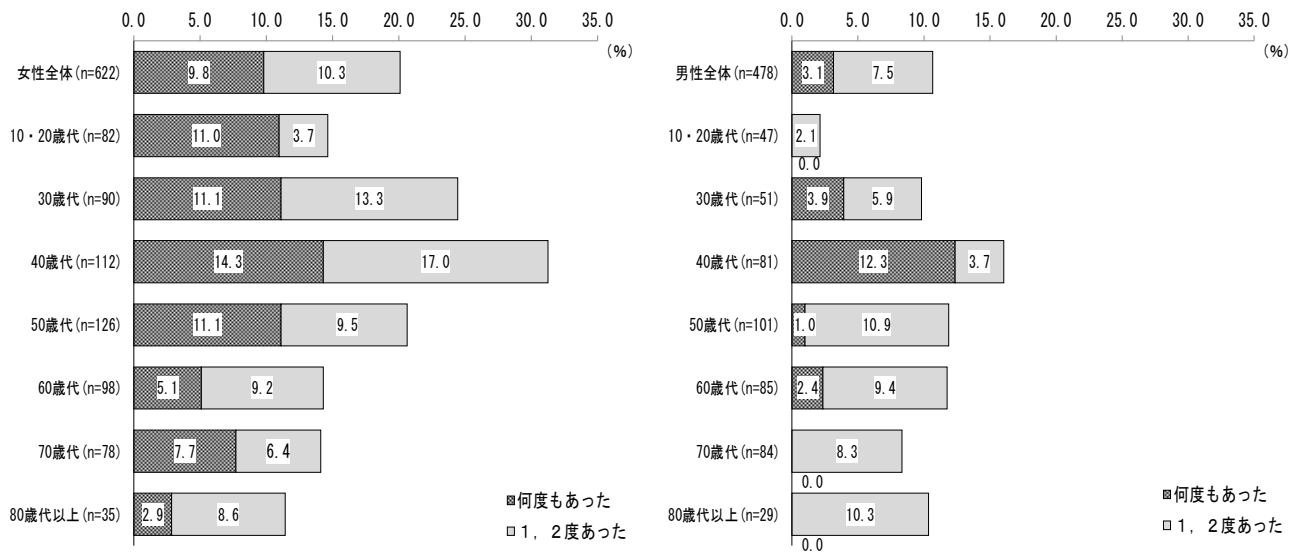 0.0 5.0 10.0 15.0 20.0 25.0 30.0 35.0
(%)
女性全体(n=622) 9.8 10.3
10・20歳代(n=82) 11.0 3.7
30歳代(n=90) 11.1 13.3
40歳代(n=112) 14.3 17.0
50歳代(n=126) 11.1 9.5
60歳代(n=98) 5.1 9.2
70歳代(n=78) 7.7 6.4
80歳代以上(n=35) 2.9 8.6
何度もあった
１，２度あった
0.0 5.0 10.0 15.0 20.0 25.0 30.0 35.0
(%)
男性全体(n=478) 3.1 7.5
10・20歳代(n=47) 2.1
0.0
30歳代(n=51) 3.9 5.9
40歳代(n=81) 12.3 3.7
50歳代(n=101) 1.0 10.9
60歳代(n=85) 2.4 9.4
70歳代(n=84) 8.3
0.0
80歳代以上(n=29) 10.3
0.0
何度もあった
１，２度あった